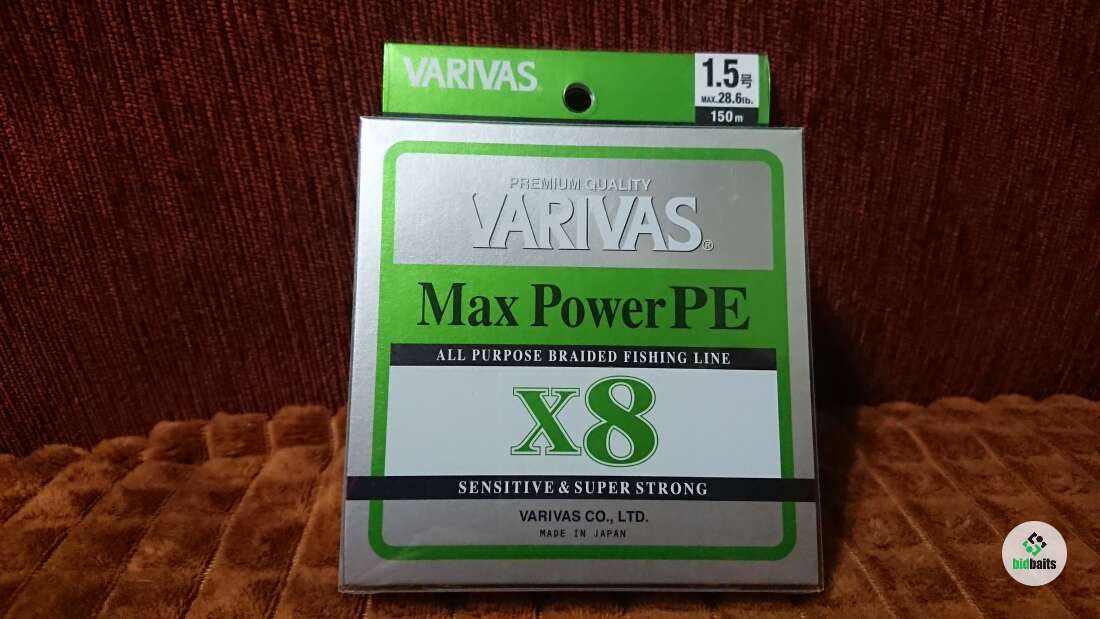 VARIVAS®
1.5号
MAX.28.6lb.
150m
PREMIUM QUALITY
VARIVAS®
Max Power PE
ALL PURPOSE BRAIDED FISHING LINE
X8
SENSITIVE & SUPER STRONG
VARIVAS CO., LTD.
MADE IN JAPAN
bidbaits